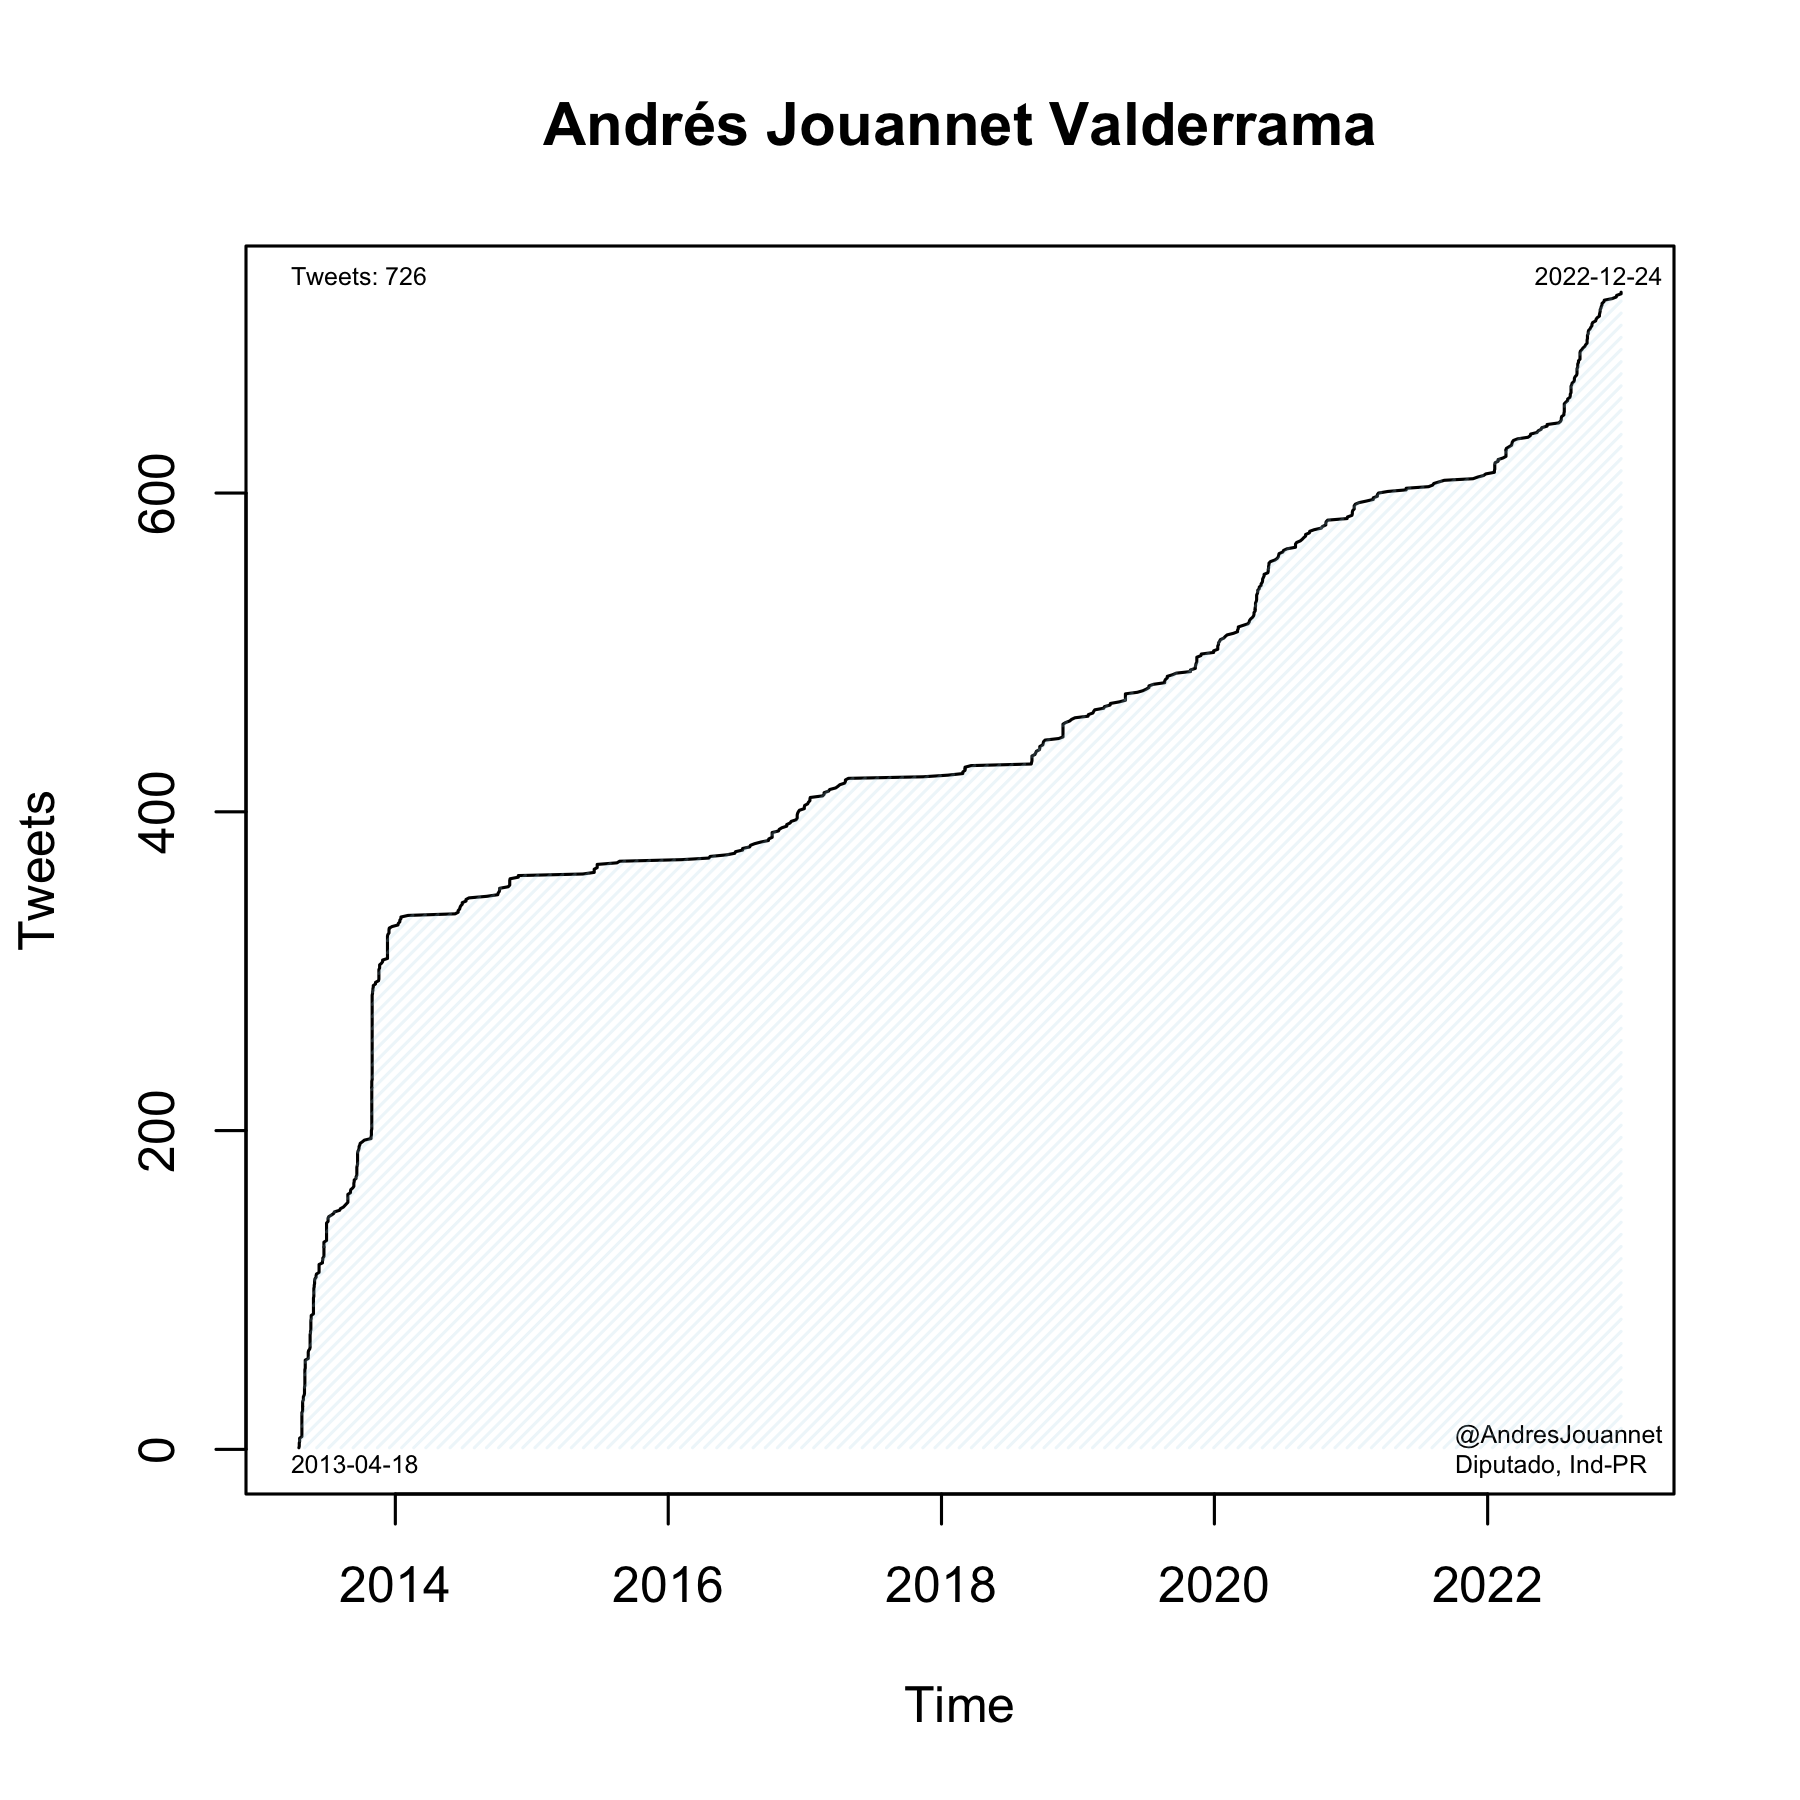 Andrés Jouannet Valderrama
Tweets: 726
2022-12-24
600
400
200
0
Tweets
@AndresJouannet
Diputado, Ind-PR
2013-04-18
2014
2016
2018
2020
2022
Time